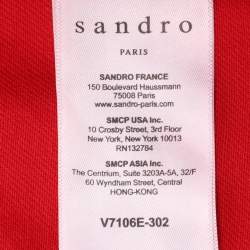 sandro
PARIS
SANDRO FRANCE
150 Boulevard Haussmann
75008 Paris
www.sandro-paris.com
SMCP USA Inc.
10 Crosby Street, 3rd Floor
New York, New York 10013
RN132784
SMCP ASIA Inc.
The Centrium, Suite 3203A-5A, 32/F
60 Wyndham Street, Central
HONG-KONG
V7106E-302